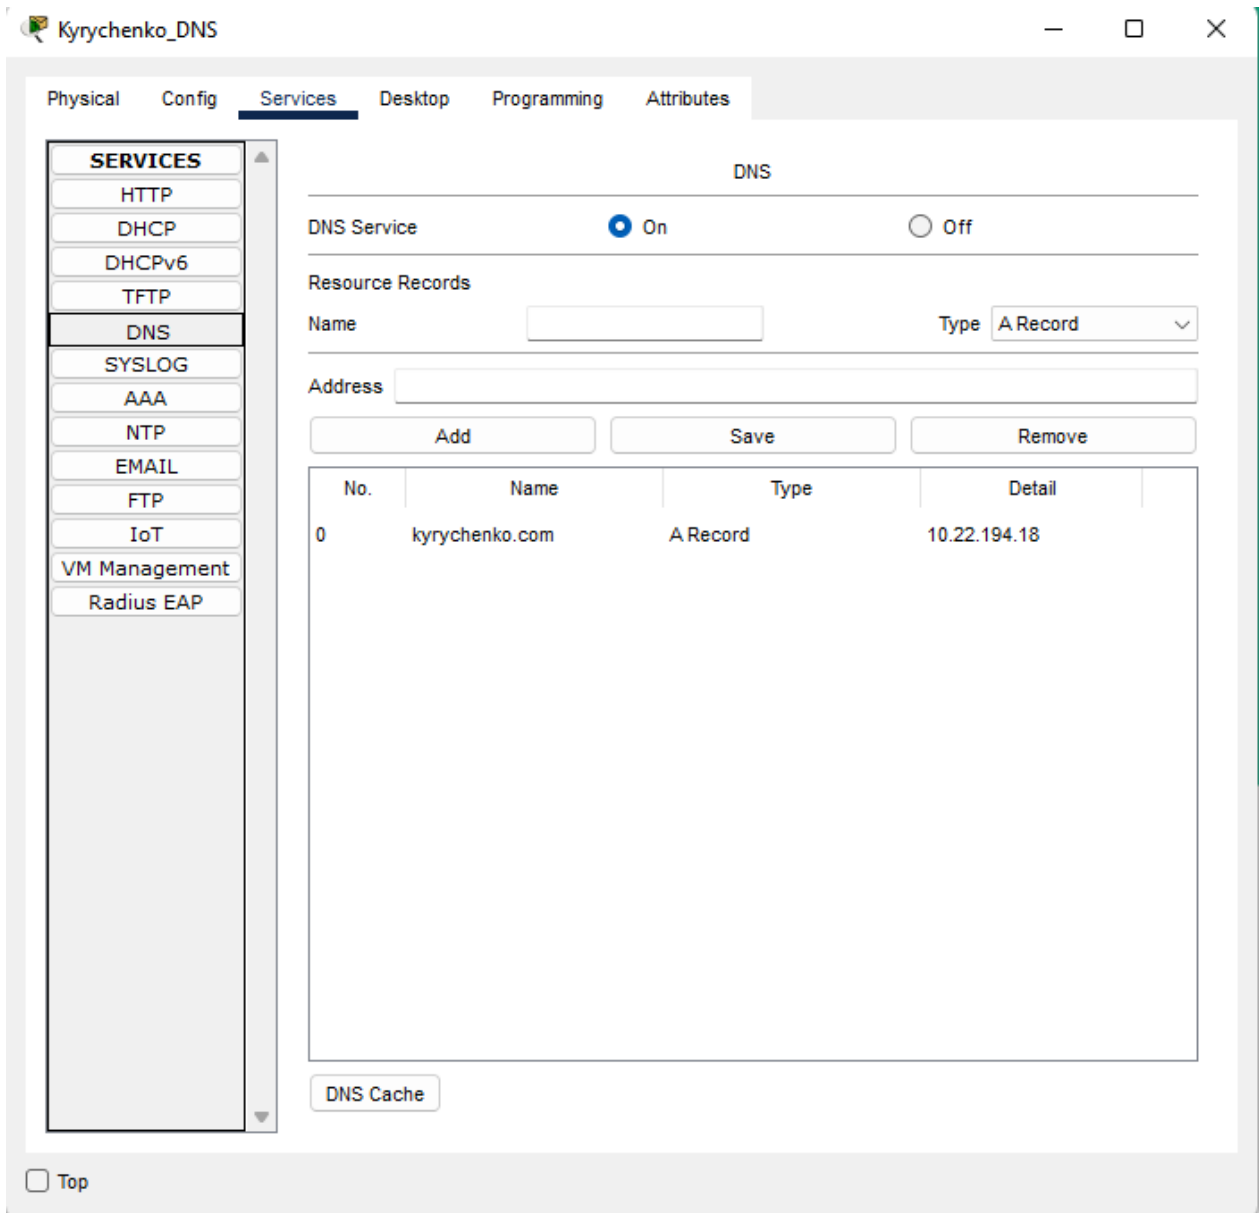 Kyrychenko_DNS
Physical Config Services Desktop Programming Attributes
SERVICES
HTTP
DHCP
DHCPv6
TFTP
DNS
SYSLOG
AAA
NTP
EMAIL
FTP
IoT
VM Management
Radius EAP
DNS
DNS Service On Off
Resource Records
Name Type A Record
Address
Add Save Remove
No. Name Type Detail
0 kyrychenko.com A Record 10.22.194.18
DNS Cache
Top